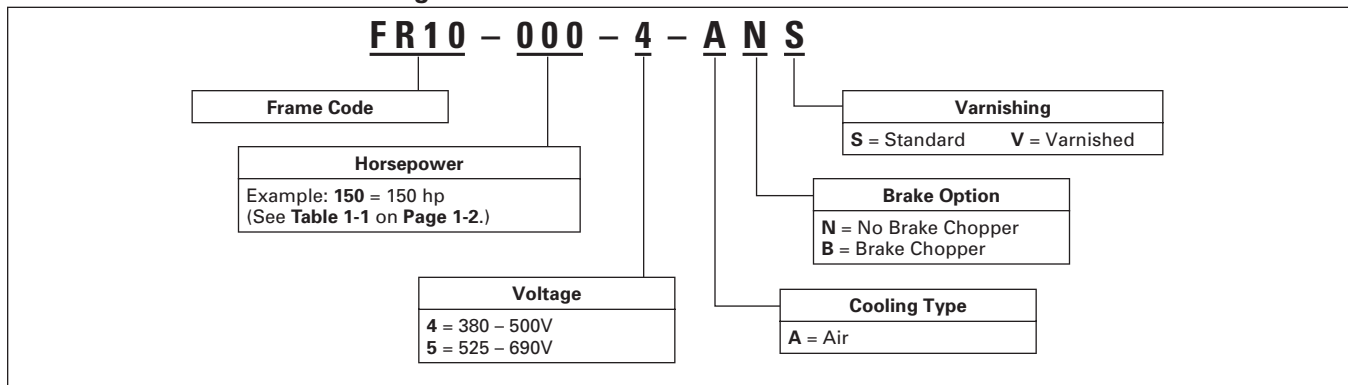 FR10 – 000 – 4 – A N S
Frame Code
Horsepower
Example: 150 = 150 hp
(See Table 1-1 on Page 1-2.)
Voltage
4 = 380 – 500V
5 = 525 – 690V
Varnishing
S = Standard V = Varnished
Brake Option
N = No Brake Chopper
B = Brake Chopper
Cooling Type
A = Air